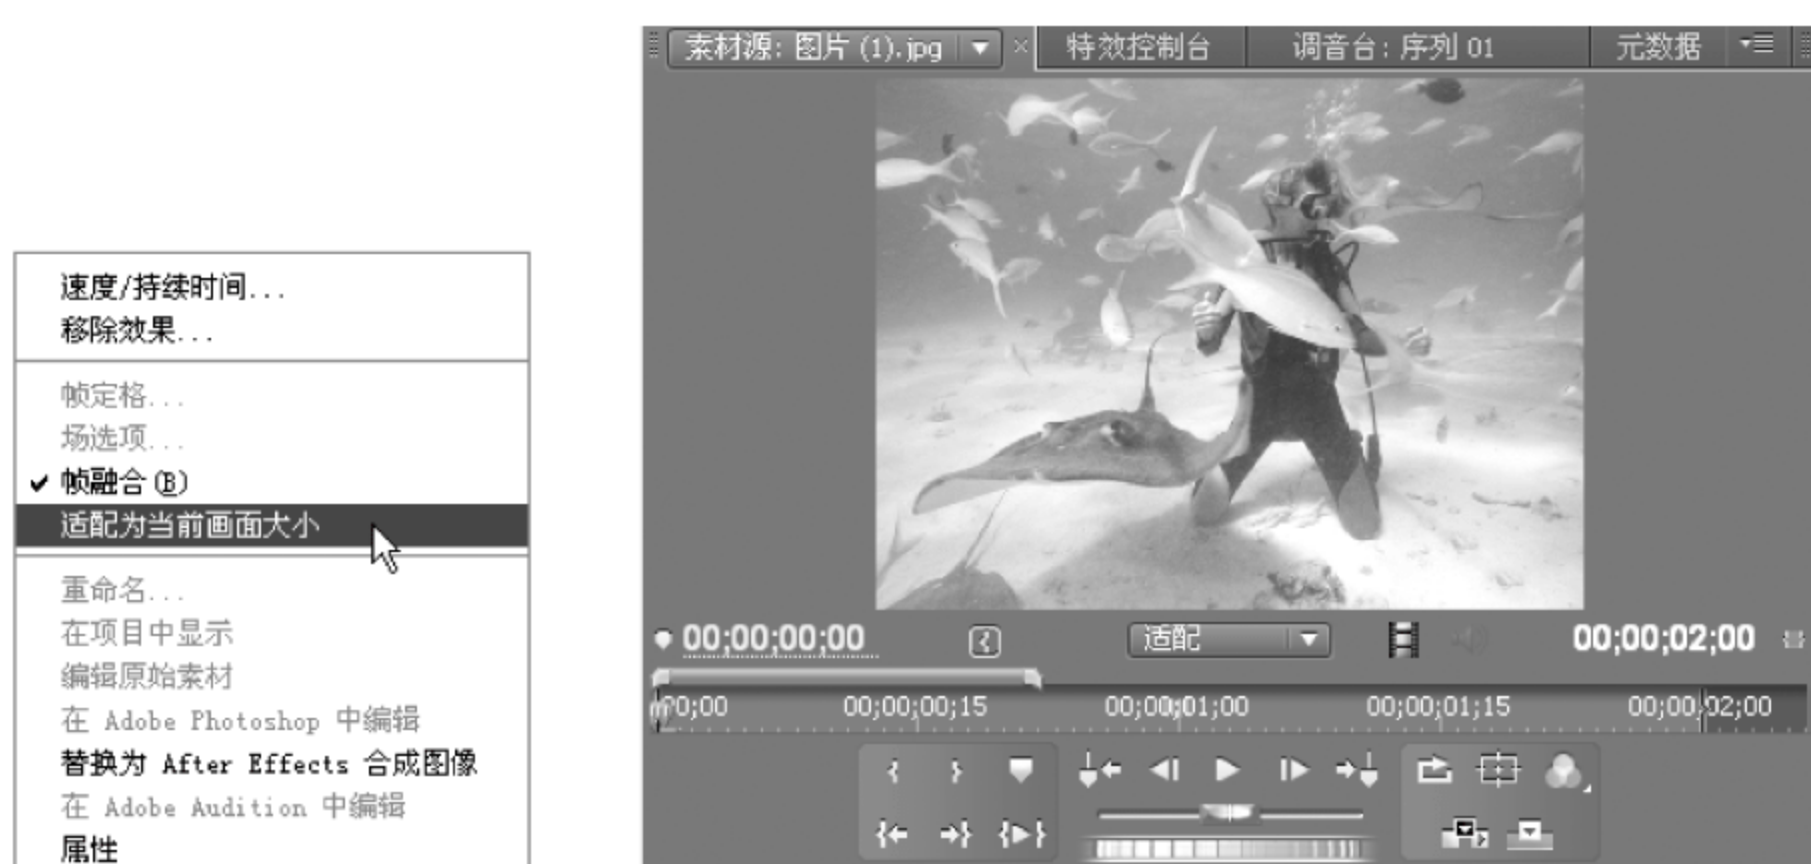 速度/持续时间...
移除效果...
帧定格...
场选项...
帧融合(B)
适配为当前画面大小
重命名...
在项目中显示
编辑原始素材
在 Adobe Photoshop 中编辑
替换为 After Effects 合成图像
在 Adobe Audition 中编辑
属性
素材源: 图片 (1).jpg
特效控制台
调音台: 序列 01
元数据
00;00;00;00
适配
00;00;02;00
00;00
00;00;00;15
00;00;01;00
00;00;01;15
00;00;02;00